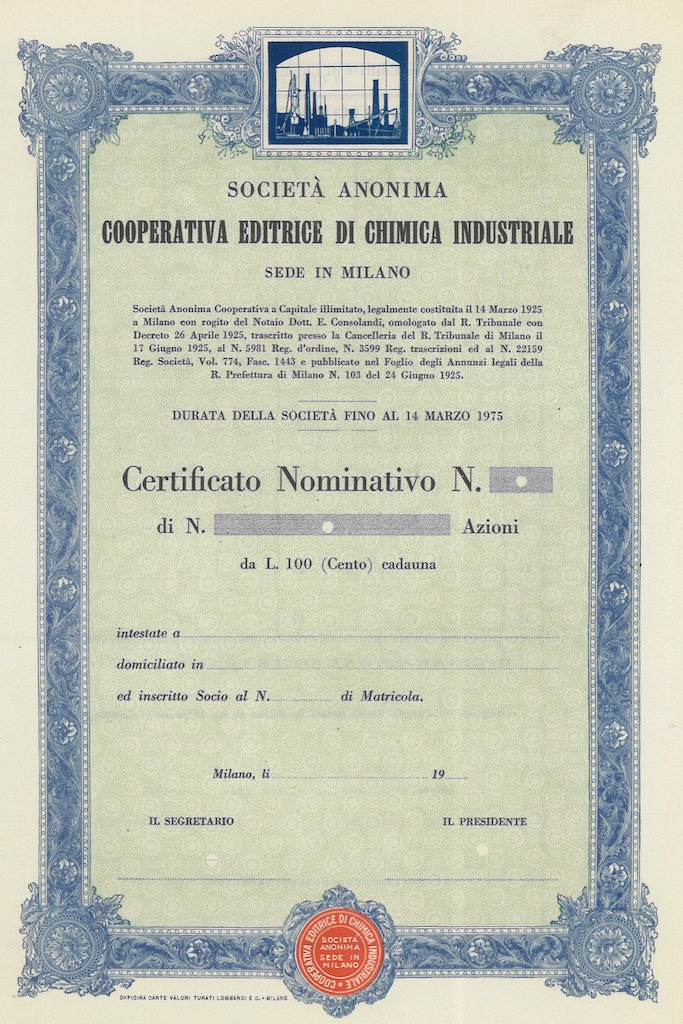 SOCIETÀ ANONIMA
COOPERATIVA EDITRICE DI CHIMICA INDUSTRIALE
SEDE IN MILANO
Società Anonima Cooperativa a Capitale illimitato, legalmente costituita il 14 Marzo 1925
a Milano con rogito del Notaio Dott. E. Consolandi, omologato dal R. Tribunale con
Decreto 26 Aprile 1925, trascritto presso la Cancelleria del R. Tribunale di Milano il
17 Giugno 1925, al N. 5981 Reg. d'ordine, N. 3599 Reg. trascrizioni ed al N. 22159
Reg. Società, Vol. 774, Fasc. 1443 e pubblicato nel Foglio degli Annunzi legali della
R. Prefettura di Milano N. 103 del 24 Giugno 1925.
DURATA DELLA SOCIETÀ FINO AL 14 MARZO 1975
Certificato Nominativo N.
di N. Azioni
da L. 100 (Cento) cadauna
intestate a
domiciliato in
ed inscritto Socio al N. di Matricola.
Milano, li 19
IL SEGRETARIO IL PRESIDENTE
COOPERATIVA EDITRICE DI CHIMICA INDUSTRIALE
SOCIETÀ
ANONIMA
SEDE IN
MILANO
OFFICINA CARTE VALORI TURATI LOMBARDI E C. - MILANO